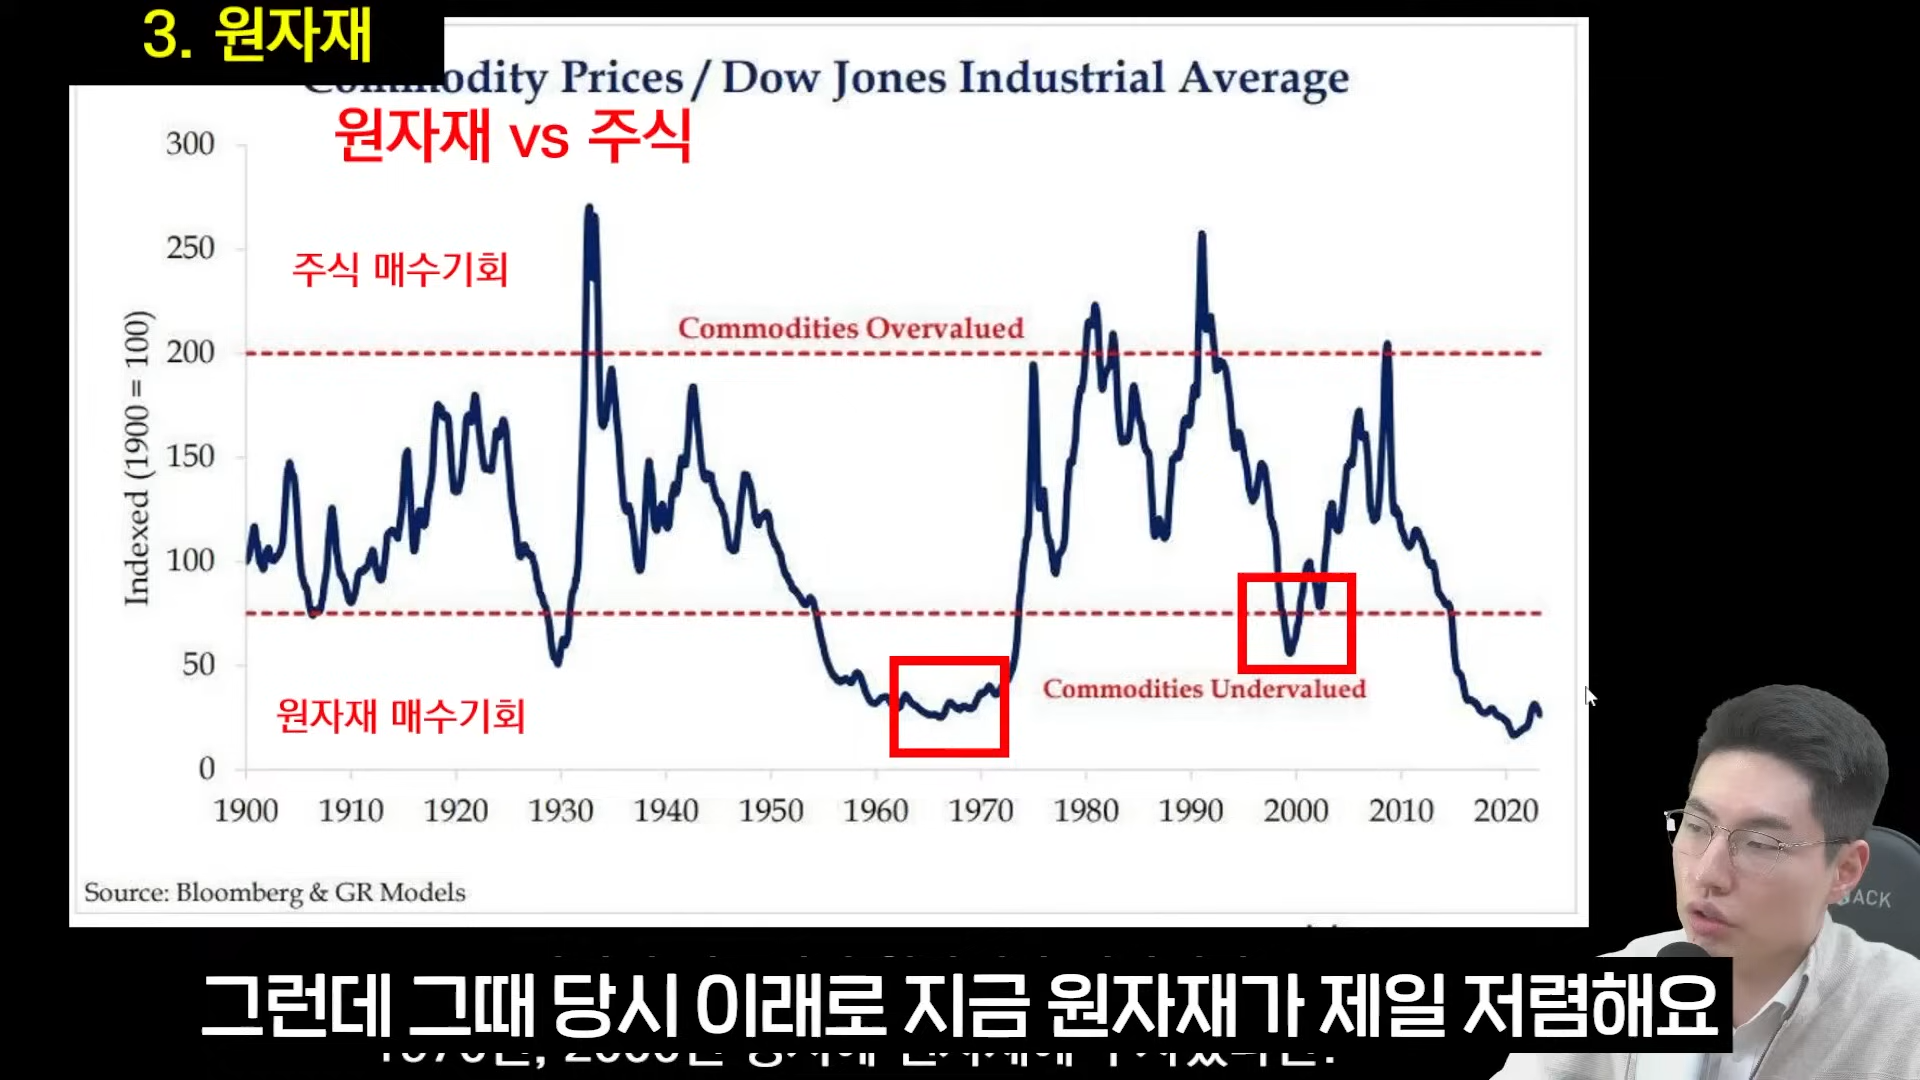 3. 원자재
Commodity Prices / Dow Jones Industrial Average
원자재 vs 주식
300
250
200
150
100
50
0
Indexed (1900 = 100)
주식 매수기회
Commodities Overvalued
Commodities Undervalued
원자재 매수기회
1900 1910 1920 1930 1940 1950 1960 1970 1980 1990 2000 2010 2020
Source: Bloomberg & GR Models
ACK
그런데 그때 당시 이래로 지금 원자재가 제일 저렴해요